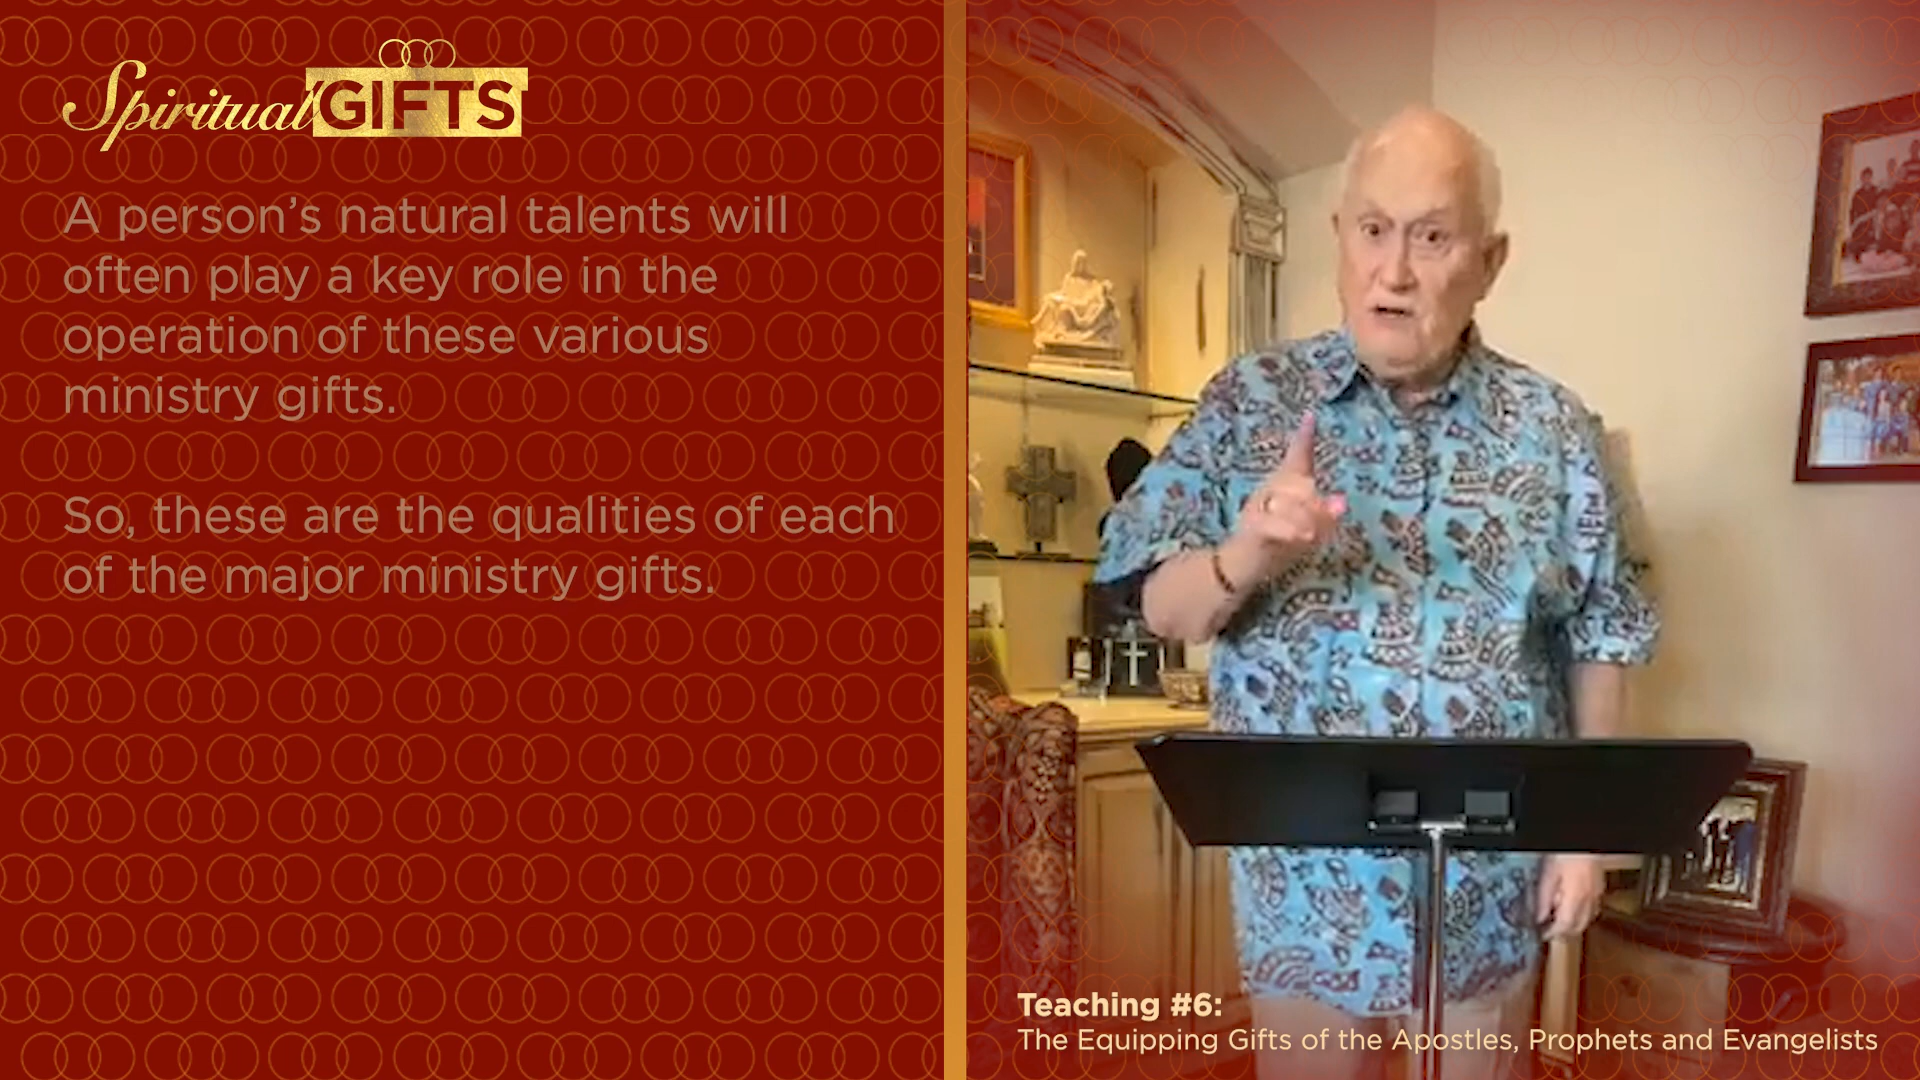 Spiritual GIFTS
A person’s natural talents will
often play a key role in the
operation of these various
ministry gifts.
So, these are the qualities of each
of the major ministry gifts.
Teaching #6:
The Equipping Gifts of the Apostles, Prophets and Evangelists